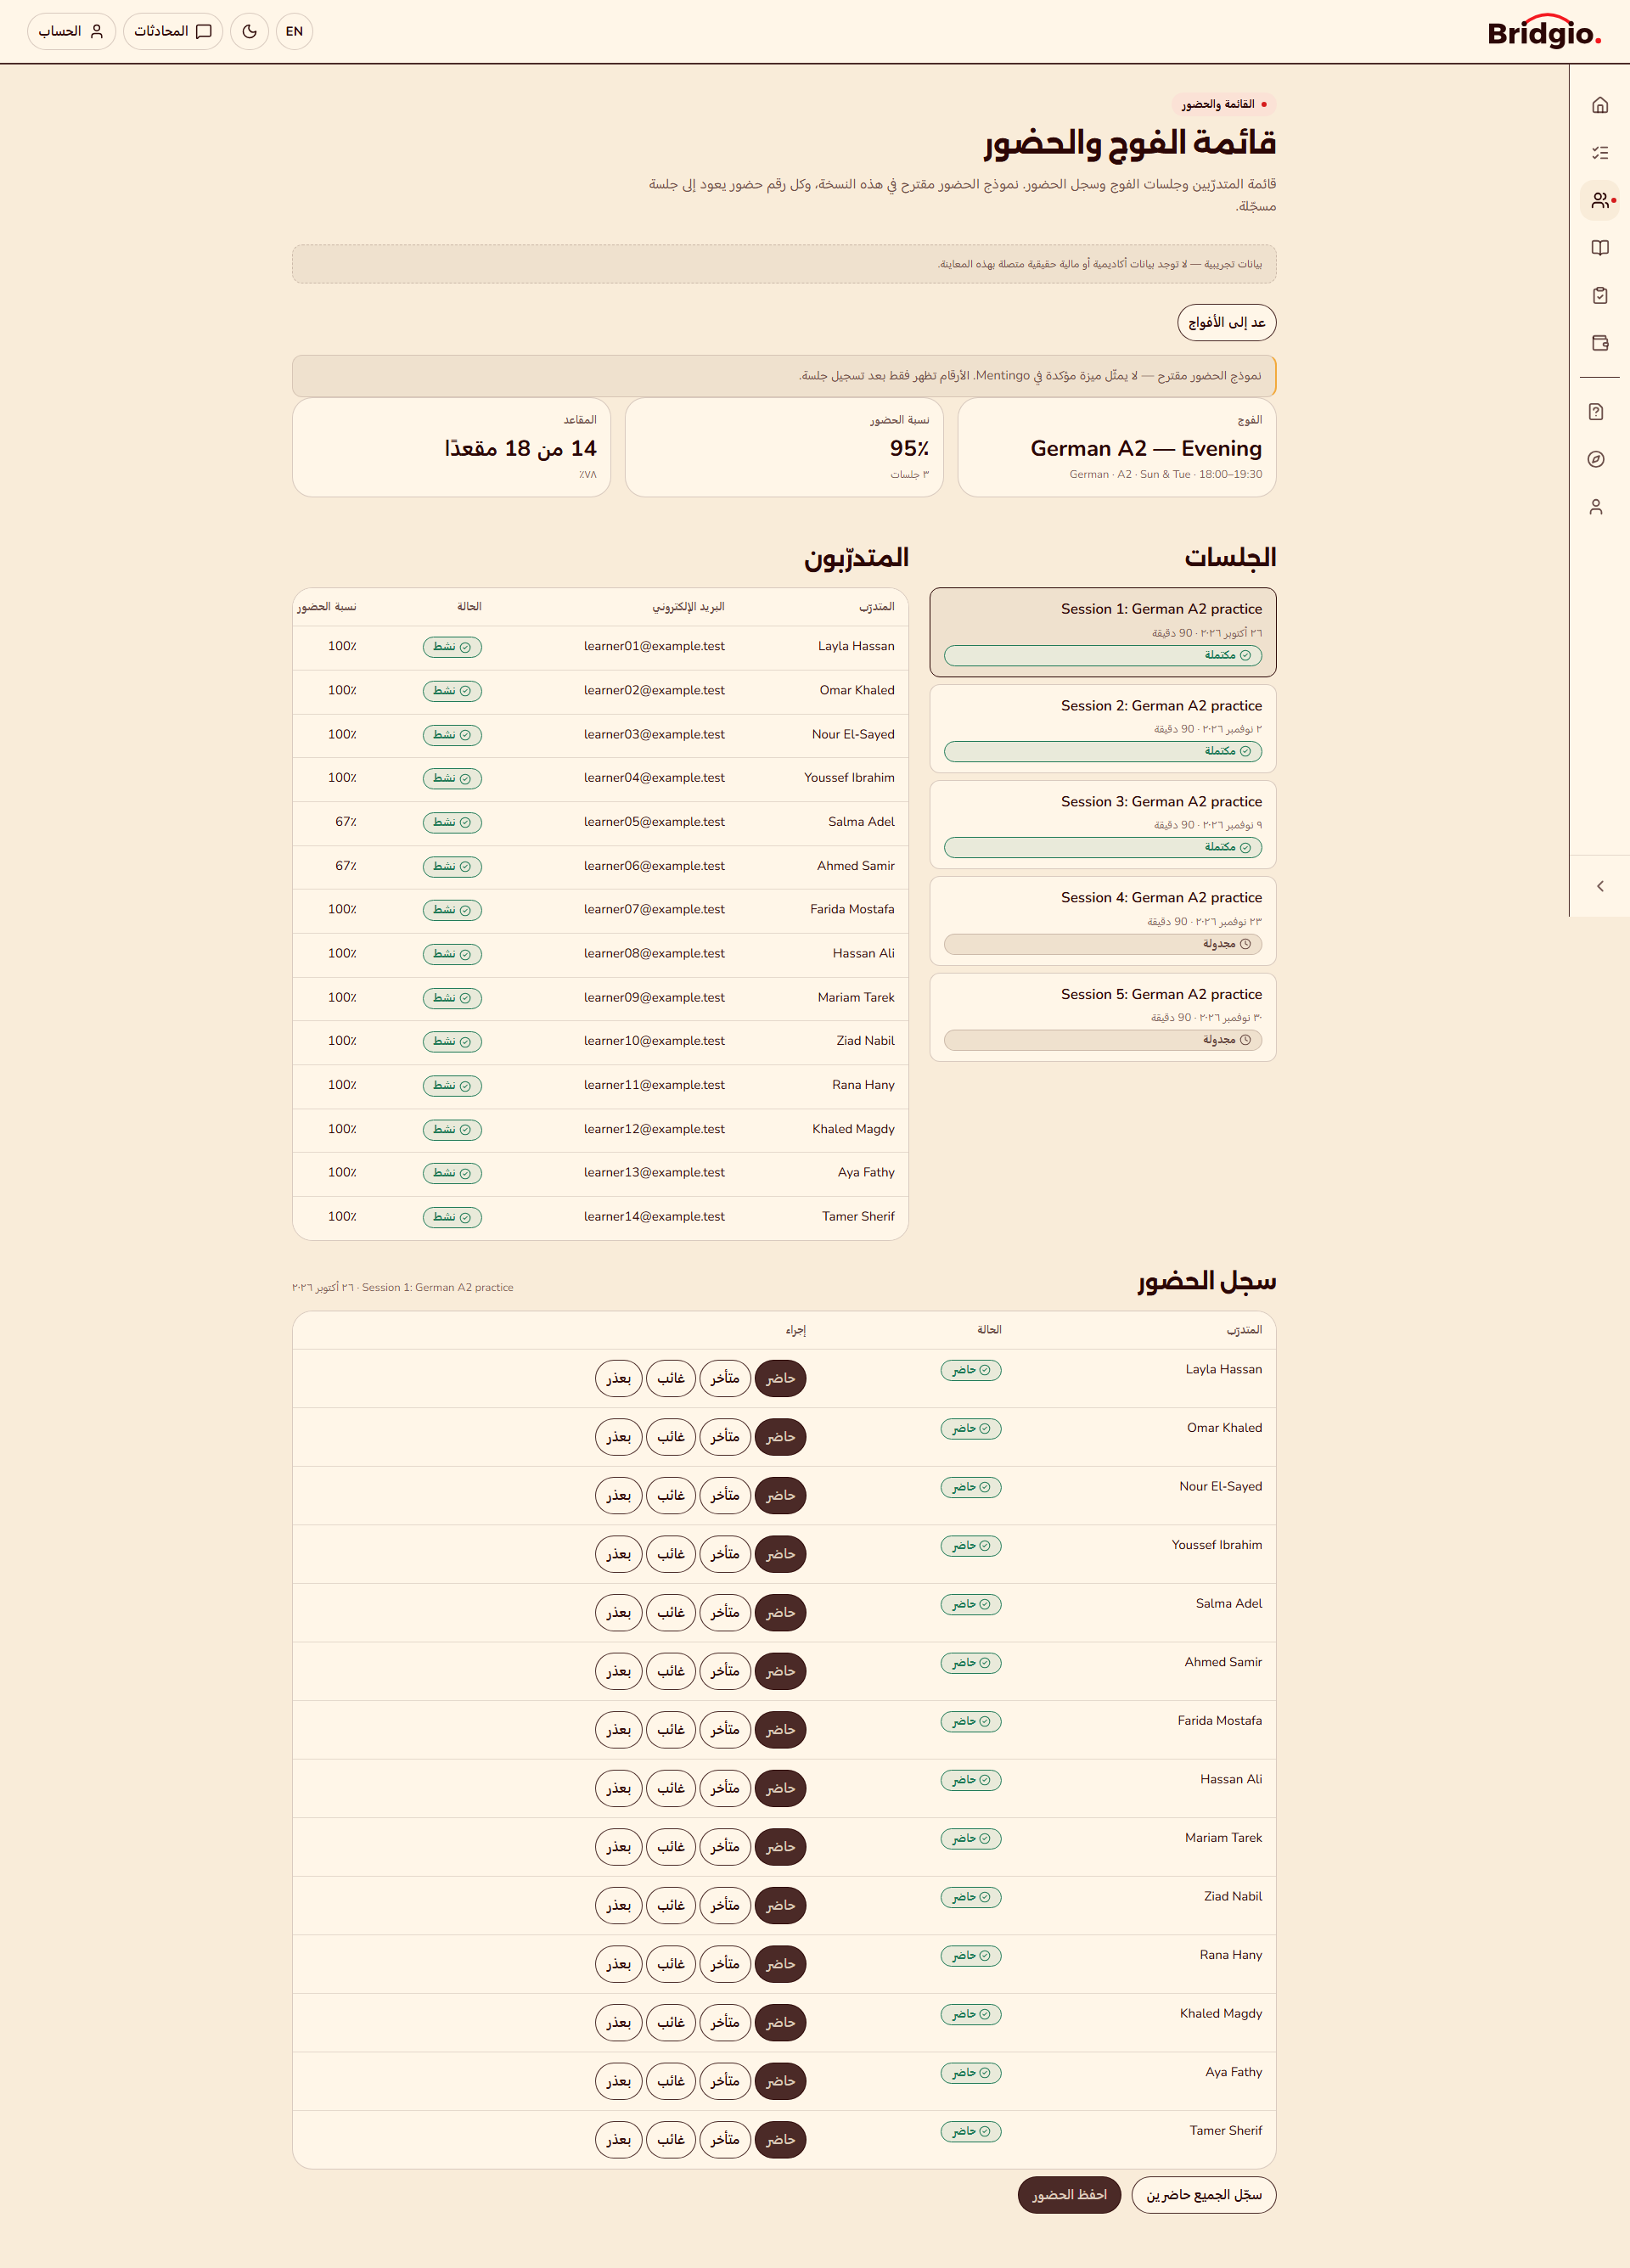 Bridgio.
EN
المحادثات
الحساب
القائمة والحضور
قائمة الفوج والحضور
قائمة المتدرّبين وجلسات الفوج وسجل الحضور. نموذج الحضور مقترح في هذه النسخة، وكل رقم حضور يعود إلى جلسة
مسجّلة.
بيانات تجريبية — لا توجد بيانات أكاديمية أو مالية حقيقية متصلة بهذه المعاينة.
عد إلى الأفواج
نموذج الحضور مقترح — لا يمثّل ميزة مؤكدة في Mentingo. الأرقام تظهر فقط بعد تسجيل جلسة.
الفوج
German A2 — Evening
German · A2 · Sun & Tue · 18:00–19:30
نسبة الحضور
95٪
٣ جلسات
المقاعد
14 من 18 مقعدًا
٧٨٪
الجلسات
Session 1: German A2 practice
٢٦ أكتوبر ٢٠٢٦ · 90 دقيقة
مكتملة
Session 2: German A2 practice
٢ نوفمبر ٢٠٢٦ · 90 دقيقة
مكتملة
Session 3: German A2 practice
٩ نوفمبر ٢٠٢٦ · 90 دقيقة
مكتملة
Session 4: German A2 practice
٢٣ نوفمبر ٢٠٢٦ · 90 دقيقة
مجدولة
Session 5: German A2 practice
٣٠ نوفمبر ٢٠٢٦ · 90 دقيقة
مجدولة
المتدرّبون
المتدرّب البريد الإلكتروني الحالة نسبة الحضور
Layla Hassan learner01@example.test نشط 100٪
Omar Khaled learner02@example.test نشط 100٪
Nour El-Sayed learner03@example.test نشط 100٪
Youssef Ibrahim learner04@example.test نشط 100٪
Salma Adel learner05@example.test نشط 67٪
Ahmed Samir learner06@example.test نشط 67٪
Farida Mostafa learner07@example.test نشط 100٪
Hassan Ali learner08@example.test نشط 100٪
Mariam Tarek learner09@example.test نشط 100٪
Ziad Nabil learner10@example.test نشط 100٪
Rana Hany learner11@example.test نشط 100٪
Khaled Magdy learner12@example.test نشط 100٪
Aya Fathy learner13@example.test نشط 100٪
Tamer Sherif learner14@example.test نشط 100٪
سجل الحضور
Session 1: German A2 practice · ٢٦ أكتوبر ٢٠٢٦
المتدرّب الحالة إجراء
Layla Hassan حاضر حاضر متأخر غائب بعذر
Omar Khaled حاضر حاضر متأخر غائب بعذر
Nour El-Sayed حاضر حاضر متأخر غائب بعذر
Youssef Ibrahim حاضر حاضر متأخر غائب بعذر
Salma Adel حاضر حاضر متأخر غائب بعذر
Ahmed Samir حاضر حاضر متأخر غائب بعذر
Farida Mostafa حاضر حاضر متأخر غائب بعذر
Hassan Ali حاضر حاضر متأخر غائب بعذر
Mariam Tarek حاضر حاضر متأخر غائب بعذر
Ziad Nabil حاضر حاضر متأخر غائب بعذر
Rana Hany حاضر حاضر متأخر غائب بعذر
Khaled Magdy حاضر حاضر متأخر غائب بعذر
Aya Fathy حاضر حاضر متأخر غائب بعذر
Tamer Sherif حاضر حاضر متأخر غائب بعذر
سجّل الجميع حاضرين
احفظ الحضور